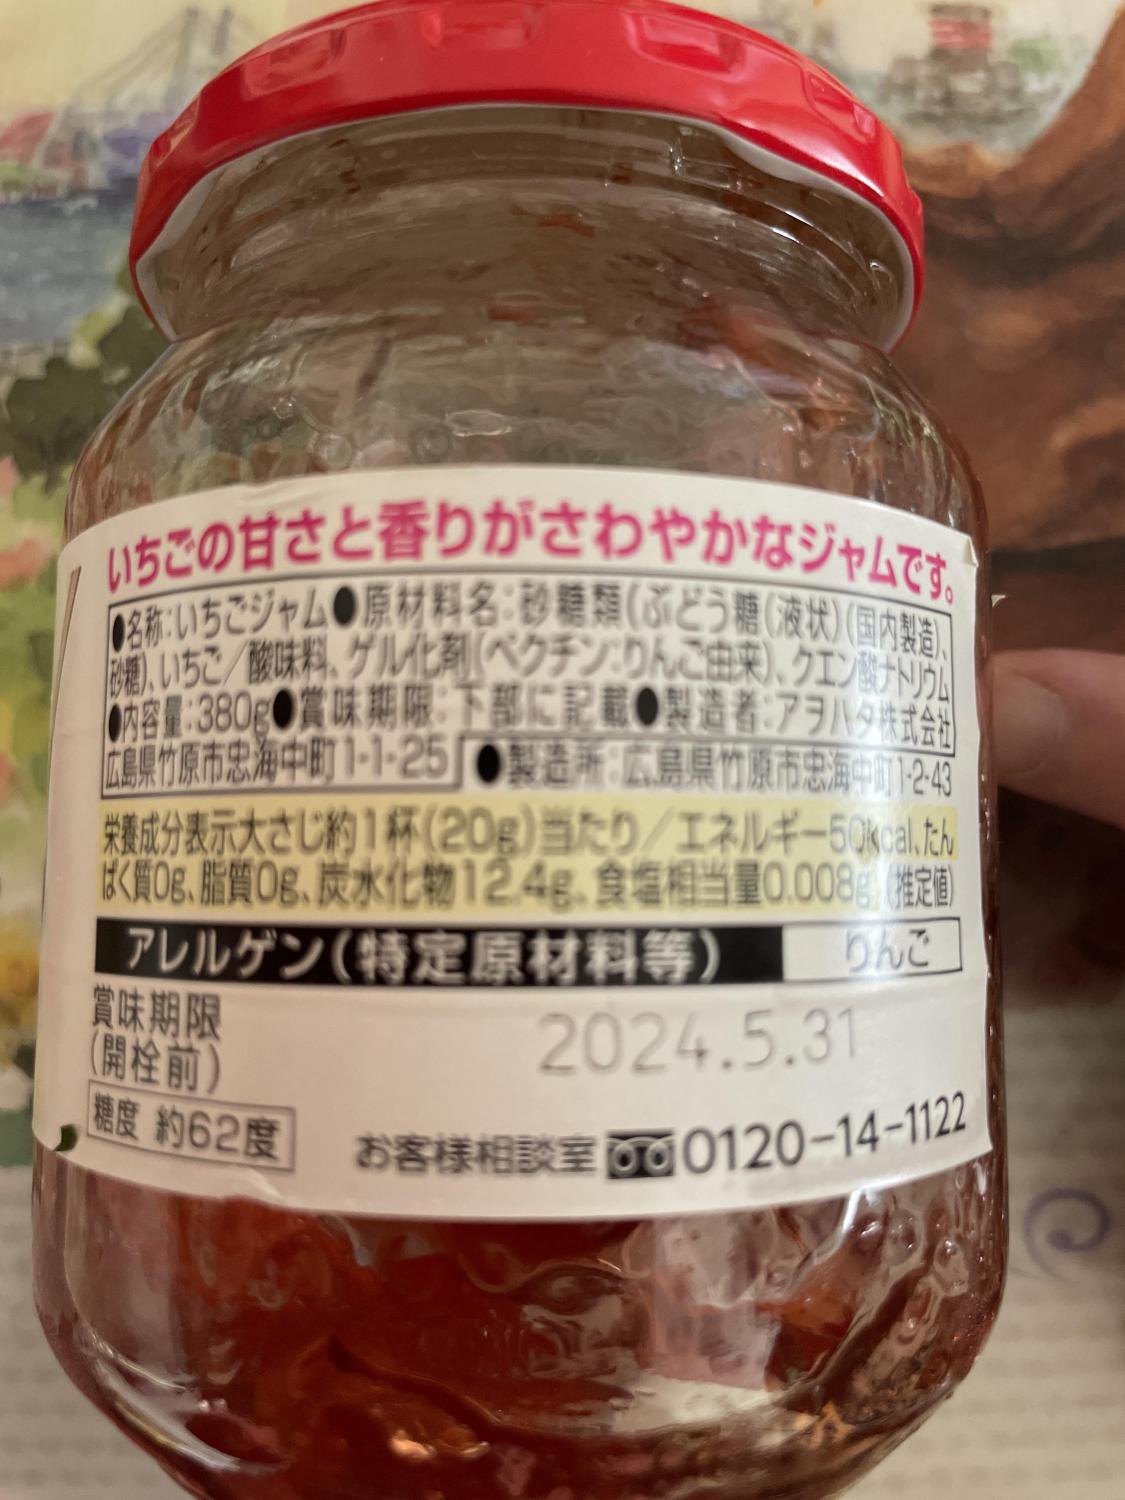 いちごの甘さと香りがさわやかなジャムです。
●名称:いちごジャム●原材料名:砂糖類(ぶどう糖(液状)(国内製造)、
砂糖)、いちご/酸味料、ゲル化剤(ペクチン:りんご由来)、クエン酸ナトリウム
●内容量:380g●賞味期限:下部に記載●製造者:アヲハタ株式会社
広島県竹原市忠海中町1-1-25 ●製造所:広島県竹原市忠海中町1-2-43
栄養成分表示大さじ約1杯(20g)当たり/エネルギー50kcal、たん
ぱく質0g、脂質0g、炭水化物12.4g、食塩相当量0.008g(推定値)
アレルゲン(特定原材料等) りんご
賞味期限
(開栓前) 2024.5.31
糖度 約62度
お客様相談室 0120-14-1122